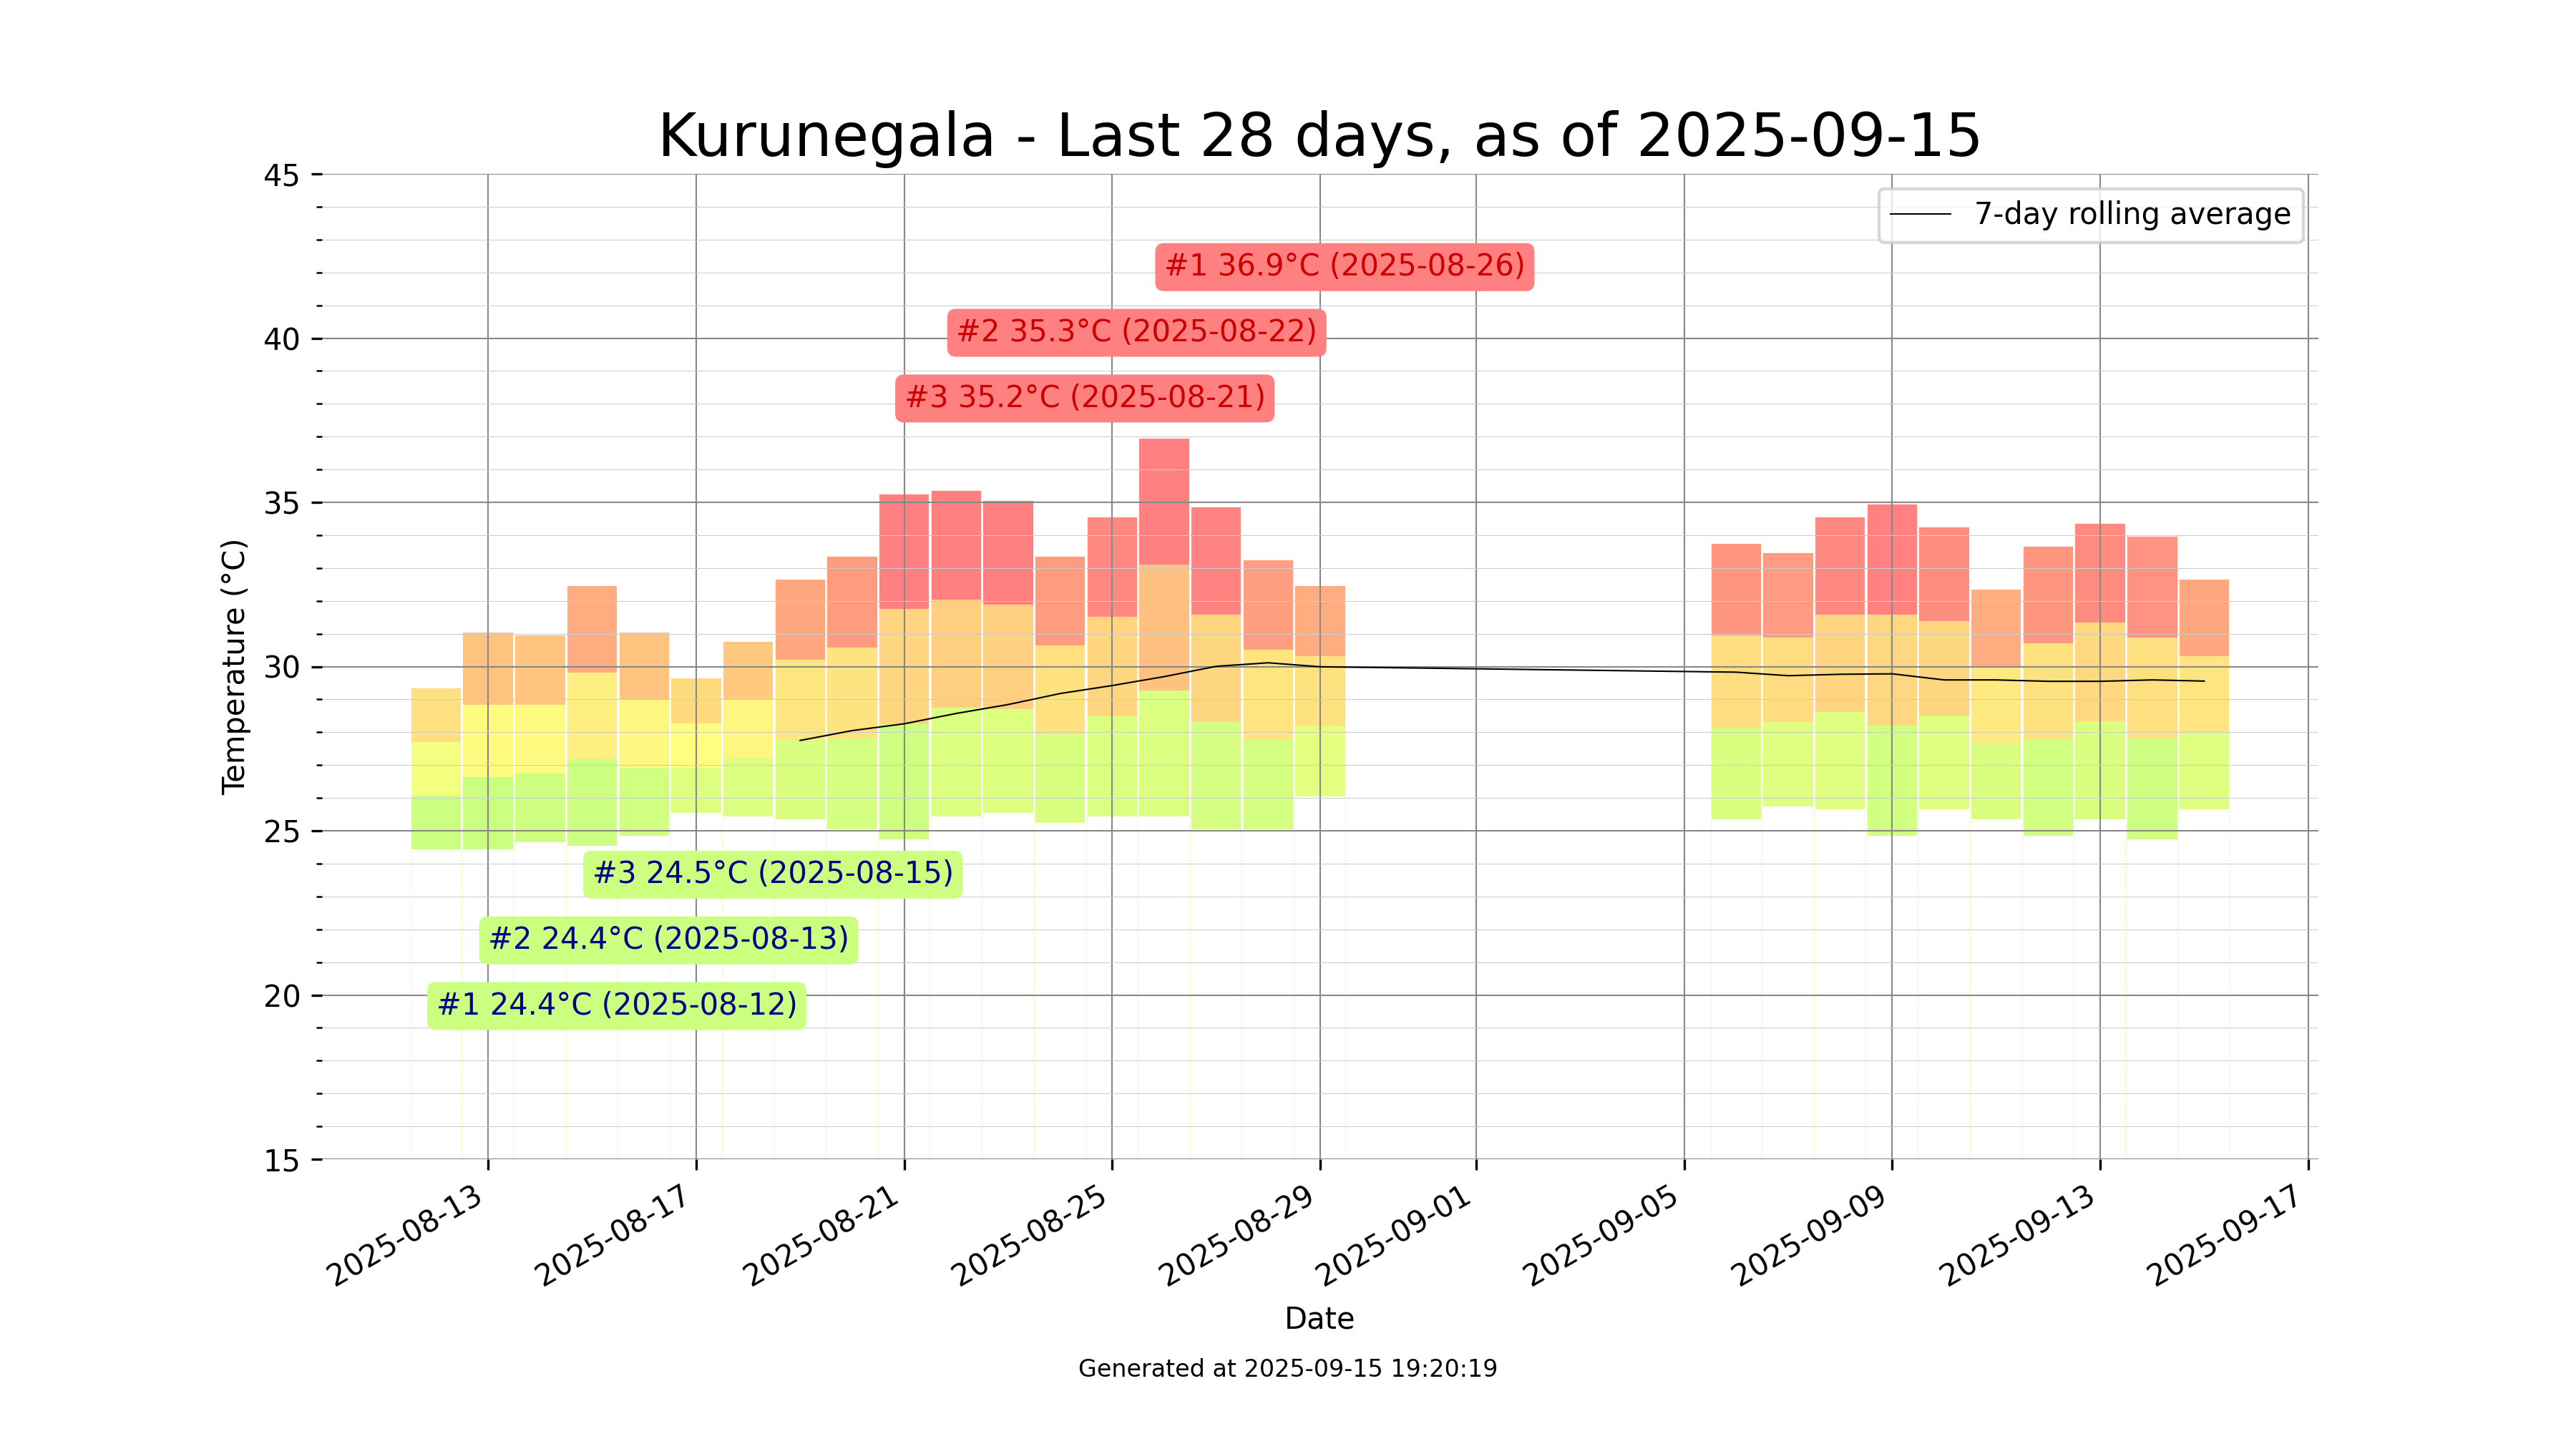 Kurunegala - Last 28 days, as of 2025-09-15
45
40
35
30
25
20
15
Temperature (°C)
7-day rolling average
#1 36.9°C (2025-08-26)
#2 35.3°C (2025-08-22)
#3 35.2°C (2025-08-21)
#3 24.5°C (2025-08-15)
#2 24.4°C (2025-08-13)
#1 24.4°C (2025-08-12)
2025-08-13
2025-08-17
2025-08-21
2025-08-25
2025-08-29
2025-09-01
2025-09-05
2025-09-09
2025-09-13
2025-09-17
Date
Generated at 2025-09-15 19:20:19